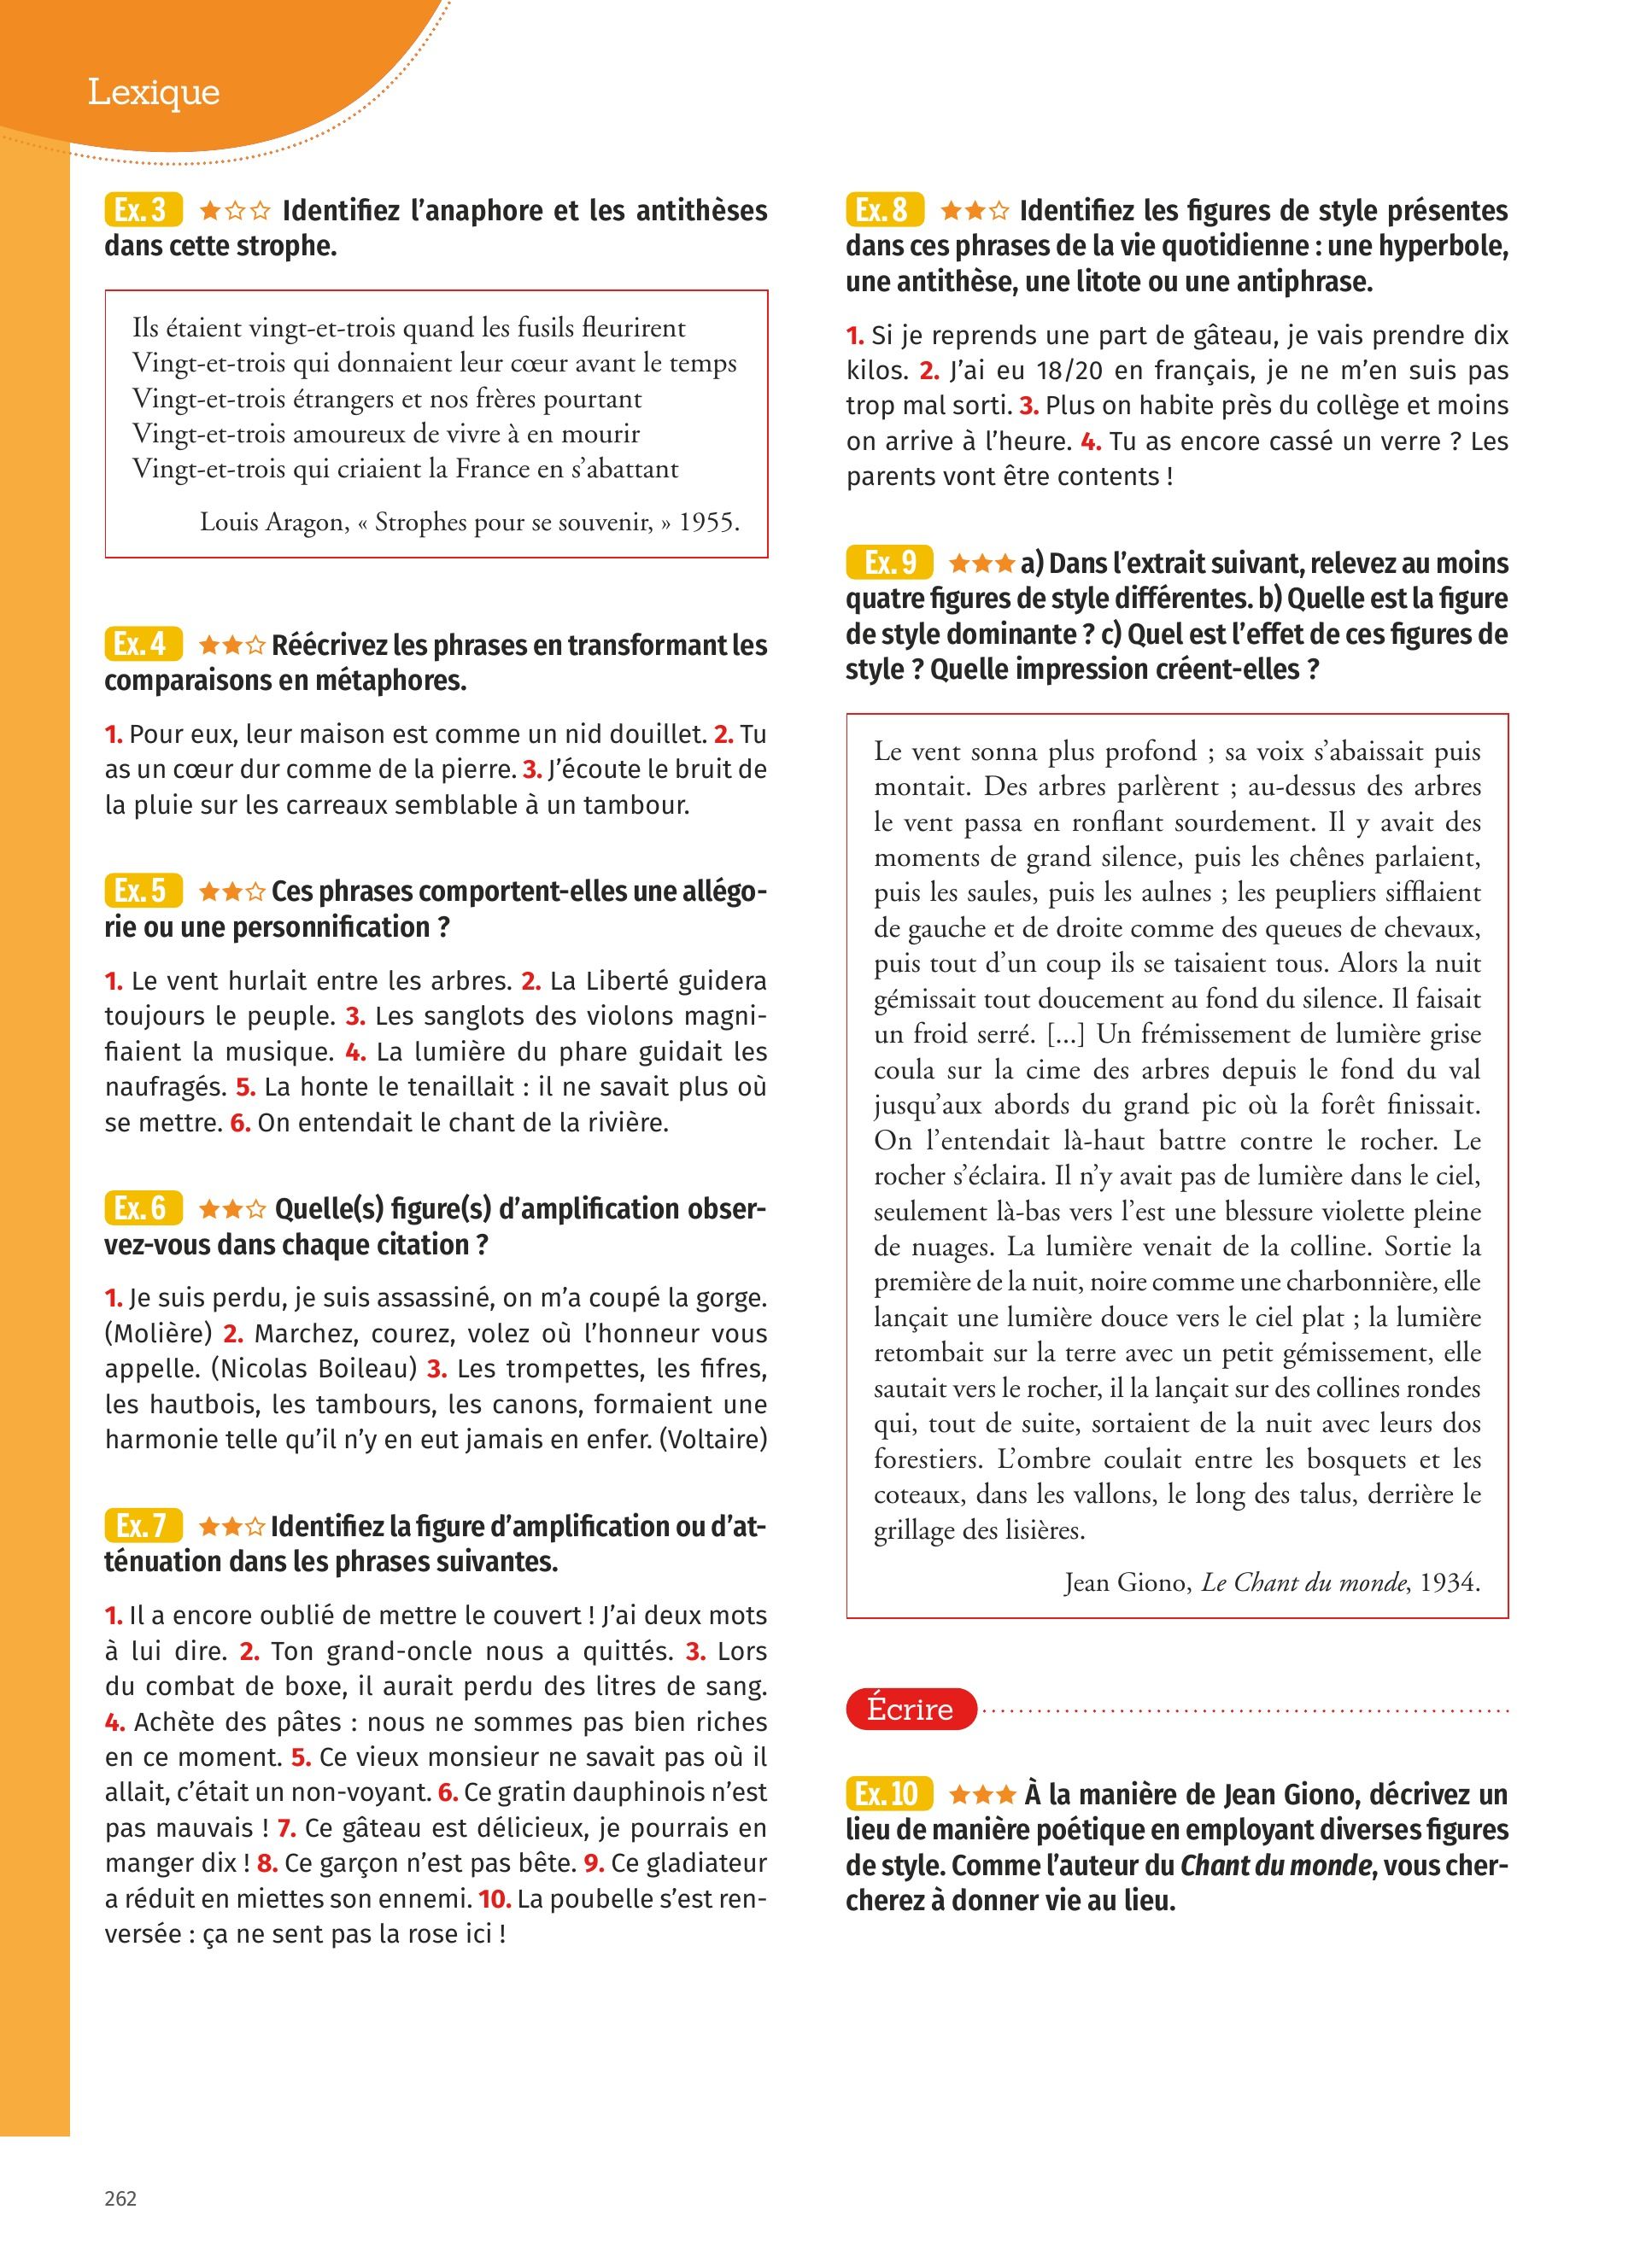 Lexique
Ex. 3 ★☆☆ Identifiez l’anaphore et les antithèses
dans cette strophe.
Ils étaient vingt-et-trois quand les fusils fleurirent
Vingt-et-trois qui donnaient leur cœur avant le temps
Vingt-et-trois étrangers et nos frères pourtant
Vingt-et-trois amoureux de vivre à en mourir
Vingt-et-trois qui criaient la France en s’abattant
Louis Aragon, « Strophes pour se souvenir, » 1955.
Ex. 4 ★★☆ Réécrivez les phrases en transformant les
comparaisons en métaphores.
1. Pour eux, leur maison est comme un nid douillet. 2. Tu
as un cœur dur comme de la pierre. 3. J’écoute le bruit de
la pluie sur les carreaux semblable à un tambour.
Ex. 5 ★★☆ Ces phrases comportent-elles une allégo-
rie ou une personnification ?
1. Le vent hurlait entre les arbres. 2. La Liberté guidera
toujours le peuple. 3. Les sanglots des violons magni-
fiaient la musique. 4. La lumière du phare guidait les
naufragés. 5. La honte le tenaillait : il ne savait plus où
se mettre. 6. On entendait le chant de la rivière.
Ex. 6 ★★☆ Quelle(s) figure(s) d’amplification obser-
vez-vous dans chaque citation ?
1. Je suis perdu, je suis assassiné, on m’a coupé la gorge.
(Molière) 2. Marchez, courez, volez où l’honneur vous
appelle. (Nicolas Boileau) 3. Les trompettes, les fifres,
les hautbois, les tambours, les canons, formaient une
harmonie telle qu’il n’y en eut jamais en enfer. (Voltaire)
Ex. 7 ★★☆ Identifiez la figure d’amplification ou d’at-
ténuation dans les phrases suivantes.
1. Il a encore oublié de mettre le couvert ! J’ai deux mots
à lui dire. 2. Ton grand-oncle nous a quittés. 3. Lors
du combat de boxe, il aurait perdu des litres de sang.
4. Achète des pâtes : nous ne sommes pas bien riches
en ce moment. 5. Ce vieux monsieur ne savait pas où il
allait, c’était un non-voyant. 6. Ce gratin dauphinois n’est
pas mauvais ! 7. Ce gâteau est délicieux, je pourrais en
manger dix ! 8. Ce garçon n’est pas bête. 9. Ce gladiateur
a réduit en miettes son ennemi. 10. La poubelle s’est ren-
versée : ça ne sent pas la rose ici !
Ex. 8 ★★☆ Identifiez les figures de style présentes
dans ces phrases de la vie quotidienne : une hyperbole,
une antithèse, une litote ou une antiphrase.
1. Si je reprends une part de gâteau, je vais prendre dix
kilos. 2. J’ai eu 18/20 en français, je ne m’en suis pas
trop mal sorti. 3. Plus on habite près du collège et moins
on arrive à l’heure. 4. Tu as encore cassé un verre ? Les
parents vont être contents !
Ex. 9 ★★★ a) Dans l’extrait suivant, relevez au moins
quatre figures de style différentes. b) Quelle est la figure
de style dominante ? c) Quel est l’effet de ces figures de
style ? Quelle impression créent-elles ?
Le vent sonna plus profond ; sa voix s’abaissait puis
montait. Des arbres parlèrent ; au-dessus des arbres
le vent passa en ronflant sourdement. Il y avait des
moments de grand silence, puis les chênes parlaient,
puis les saules, puis les aulnes ; les peupliers sifflaient
de gauche et de droite comme des queues de chevaux,
puis tout d’un coup ils se taisaient tous. Alors la nuit
gémissait tout doucement au fond du silence. Il faisait
un froid serré. [...] Un frémissement de lumière grise
coula sur la cime des arbres depuis le fond du val
jusqu’aux abords du grand pic où la forêt finissait.
On l’entendait là-haut battre contre le rocher. Le
rocher s’éclaira. Il n’y avait pas de lumière dans le ciel,
seulement là-bas vers l’est une blessure violette pleine
de nuages. La lumière venait de la colline. Sortie la
première de la nuit, noire comme une charbonnière, elle
lançait une lumière douce vers le ciel plat ; la lumière
retombait sur la terre avec un petit gémissement, elle
sautait vers le rocher, il la lançait sur des collines rondes
qui, tout de suite, sortaient de la nuit avec leurs dos
forestiers. L’ombre coulait entre les bosquets et les
coteaux, dans les vallons, le long des talus, derrière le
grillage des lisières.
Jean Giono, Le Chant du monde, 1934.
Écrire
Ex. 10 ★★★ À la manière de Jean Giono, décrivez un
lieu de manière poétique en employant diverses figures
de style. Comme l’auteur du Chant du monde, vous cher-
cherez à donner vie au lieu.
262